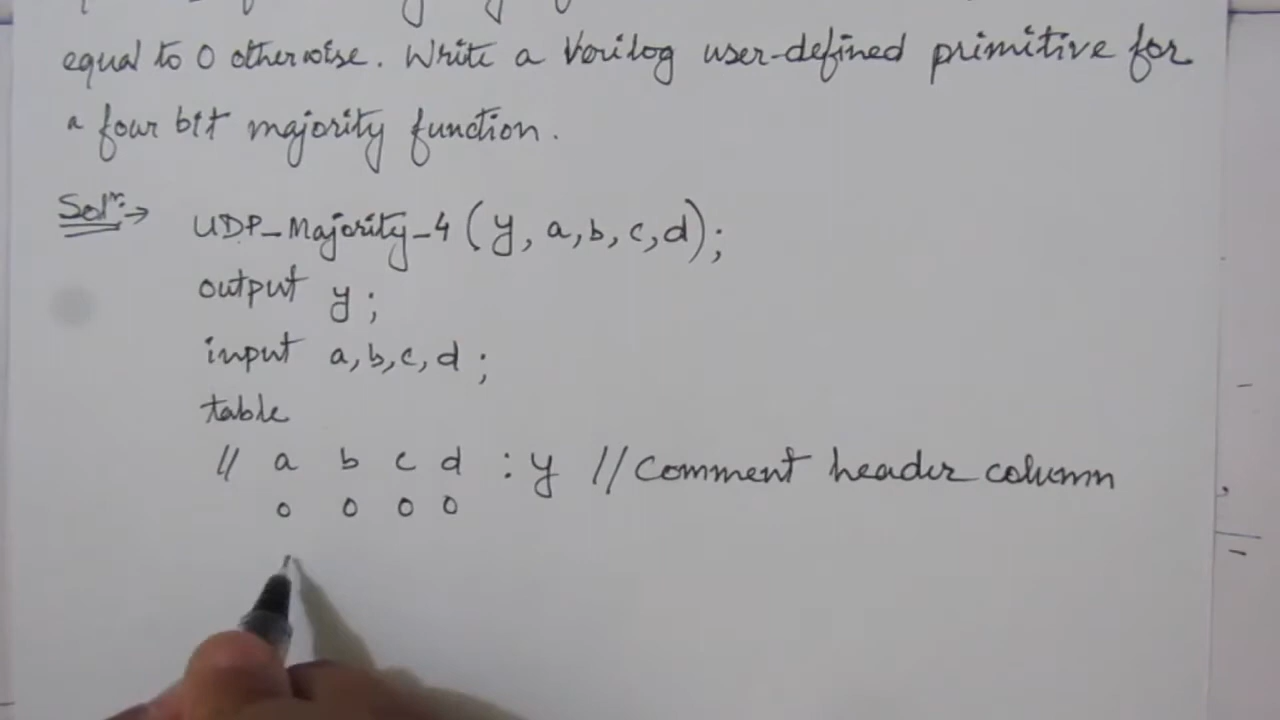 equal to 0 otherwise. Write a Verilog user-defined primitive for
a four bit majority function.
Solⁿ:→ UDP_Majority_4 (y, a, b, c, d);
output y;
input a, b, c, d;
table
// a b c d : y // Comment header column
0 0 0 0